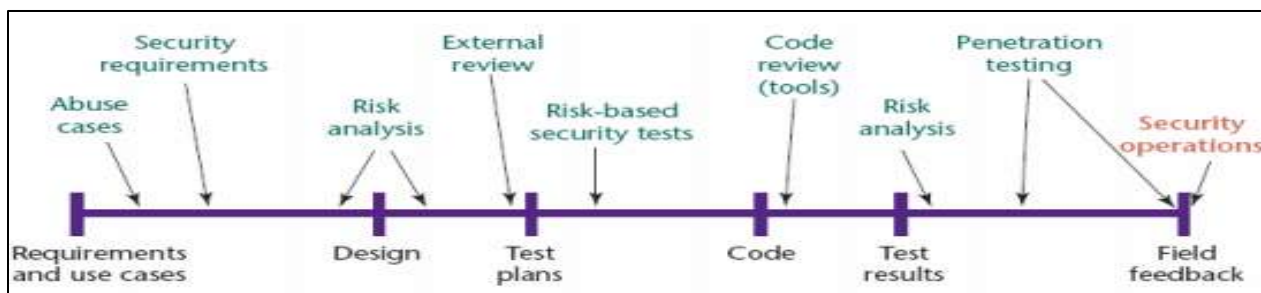 Security
requirements
External
review
Code
review
(tools)
Penetration
testing
Abuse
cases
Risk
analysis
Risk-based
security tests
Risk
analysis
Security
operations
Requirements
and use cases
Design
Test
plans
Code
Test
results
Field
feedback